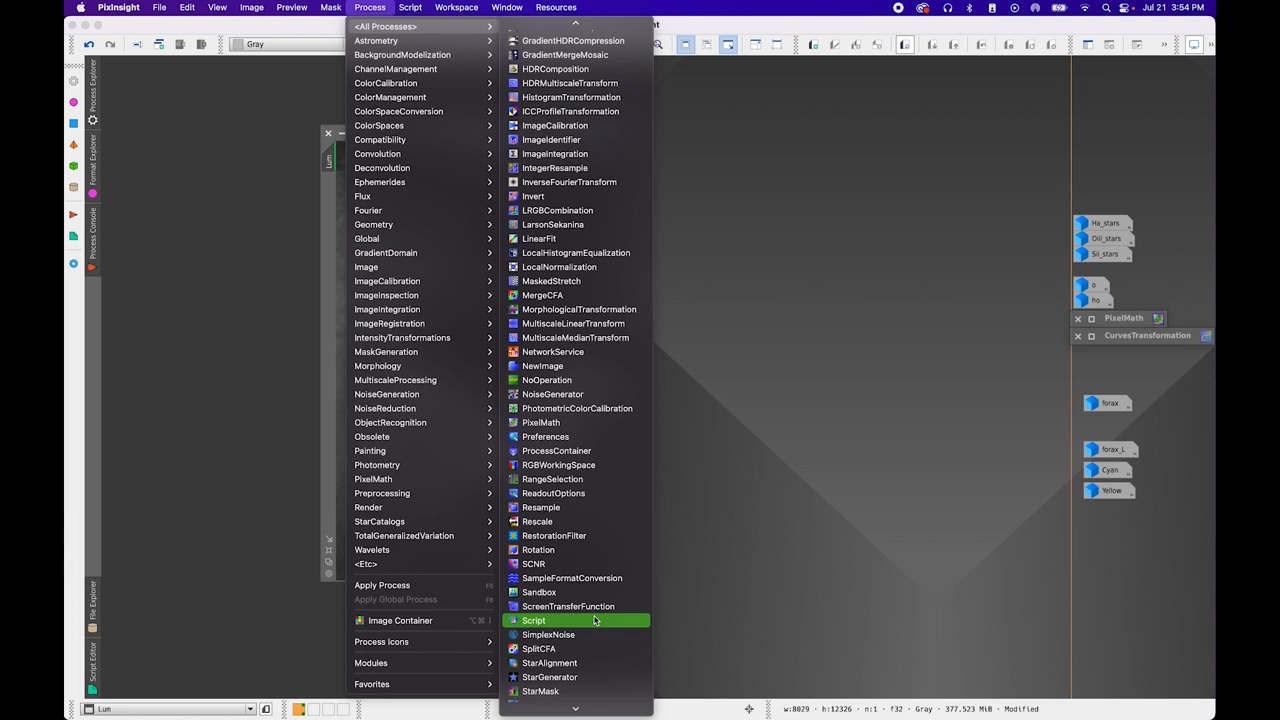 PixInsight File Edit View Image Preview Mask Process Script Workspace Window Resources
Jul 21 3:54 PM
Gray
Process Explorer
Format Explorer
Process Console
File Explorer
Script Editor
Lum
<All Processes>
Astrometry
BackgroundModelization
ChannelManagement
ColorCalibration
ColorManagement
ColorSpaceConversion
ColorSpaces
Compatibility
Convolution
Deconvolution
Ephemerides
Flux
Fourier
Geometry
Global
GradientDomain
Image
ImageCalibration
ImageInspection
ImageIntegration
ImageRegistration
IntensityTransformations
MaskGeneration
Morphology
MultiscaleProcessing
NoiseGeneration
NoiseReduction
ObjectRecognition
Obsolete
Painting
Photometry
PixelMath
Preprocessing
Render
StarCatalogs
TotalGeneralizedVariation
Wavelets
<Etc>
Apply Process F5
Apply Global Process F6
Image Container ⌥⌘ I
Process Icons
Modules
Favorites
GradientHDRCompression
GradientMergeMosaic
HDRComposition
HDRMultiscaleTransform
HistogramTransformation
ICCProfileTransformation
ImageCalibration
ImageIdentifier
ImageIntegration
IntegerResample
InverseFourierTransform
Invert
LRGBCombination
LarsonSekanina
LinearFit
LocalHistogramEqualization
LocalNormalization
MaskedStretch
MergeCFA
MorphologicalTransformation
MultiscaleLinearTransform
MultiscaleMedianTransform
NetworkService
NewImage
NoOperation
NoiseGenerator
PhotometricColorCalibration
PixelMath
Preferences
ProcessContainer
RGBWorkingSpace
RangeSelection
ReadoutOptions
Resample
Rescale
RestorationFilter
Rotation
SCNR
SampleFormatConversion
Sandbox
ScreenTransferFunction
Script
SimplexNoise
SplitCFA
StarAlignment
StarGenerator
StarMask
Ha_stars
Oiii_stars
Sii_stars
o
ho
PixelMath
CurvesTransformation
forax
forax_L
Cyan
Yellow
Lum
w:8029 h:12326 n:1 f32 Gray 377.523 MiB Modified